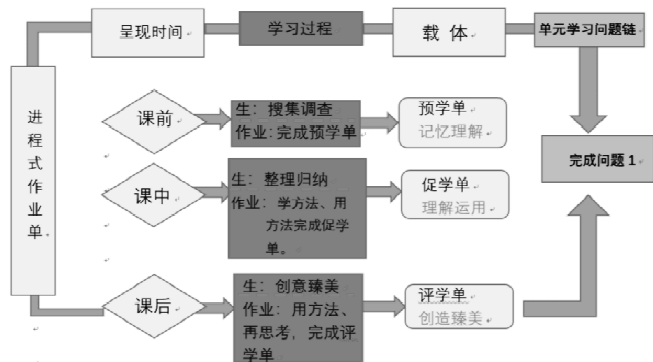 呈现时间
学习过程
载 体
单元学习问题链
进程式作业单
课前
生：搜集调查
作业：完成预学单
预学单
记忆理解
完成问题1
课中
生：整理归纳
作业：学方法、用
方法完成促学
单。
促学单
理解运用
课后
生：创意臻美
作业：用方法、
再思考，完成评
学单
评学单
创造臻美